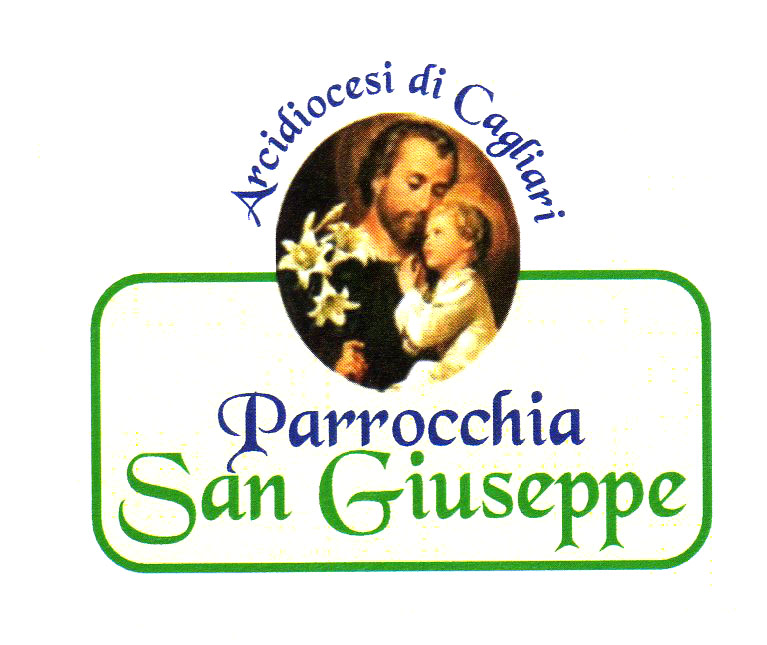 Arcidiocesi di Cagliari
Parrocchia
San Giuseppe